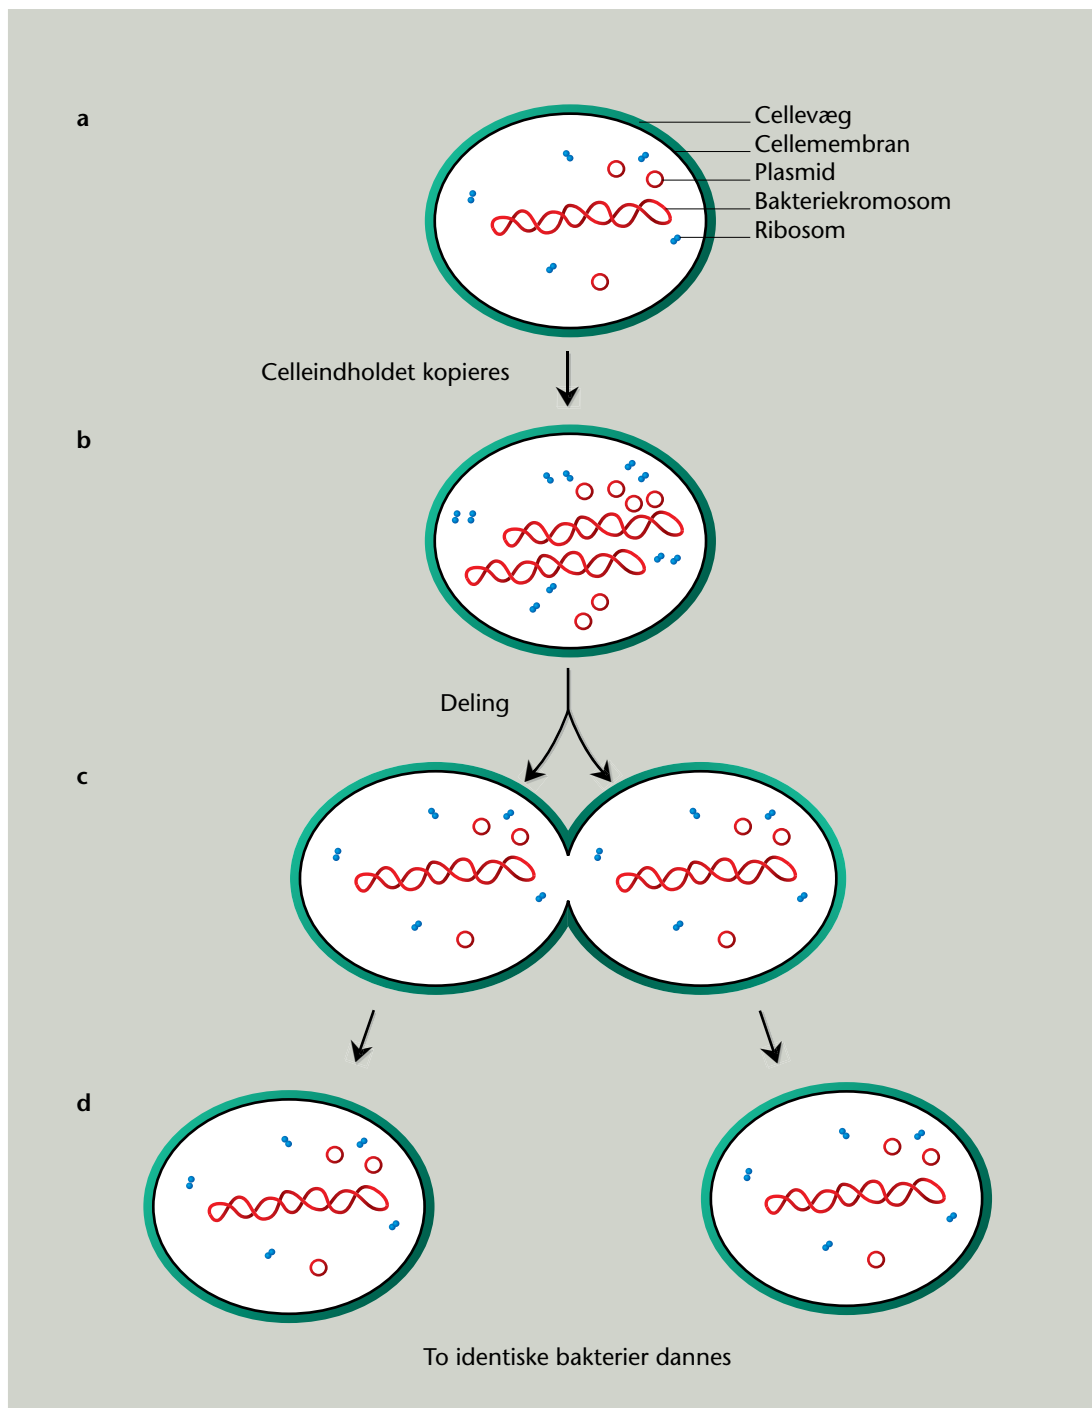 a
Cellevæg
Cellemembran
Plasmid
Bakteriekromosom
Ribosom
Celleindholdet kopieres
b
Deling
c
d
To identiske bakterier dannes